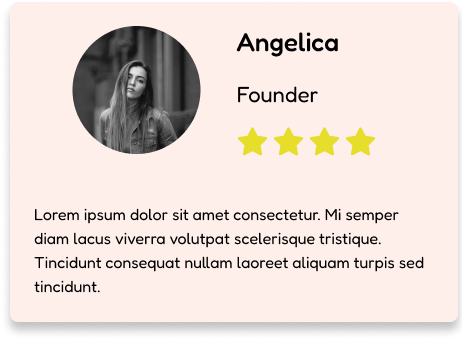 Angelica
Founder
Lorem ipsum dolor sit amet consectetur. Mi semper
diam lacus viverra volutpat scelerisque tristique.
Tincidunt consequat nullam laoreet aliquam turpis sed
tincidunt.